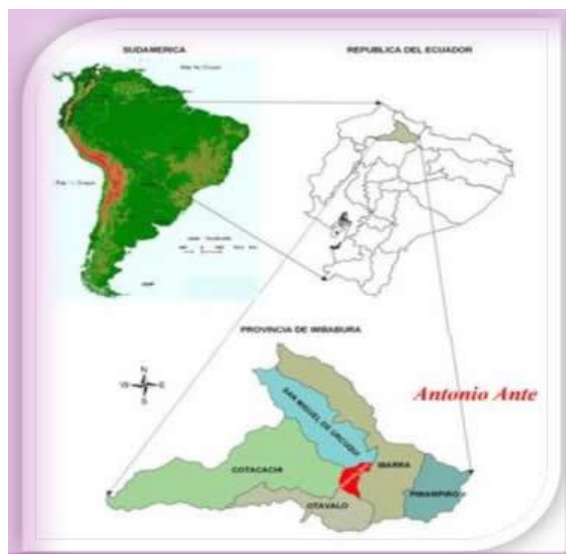 SUDAMERICA
REPUBLICA DEL ECUADOR
PROVINCIA DE IMBABURA
N
W E
S
Antonio Ante
SAN MIGUEL DE URCUQUI
COTACACHI
IBARRA
PIMAMPIRO
OTAVALO